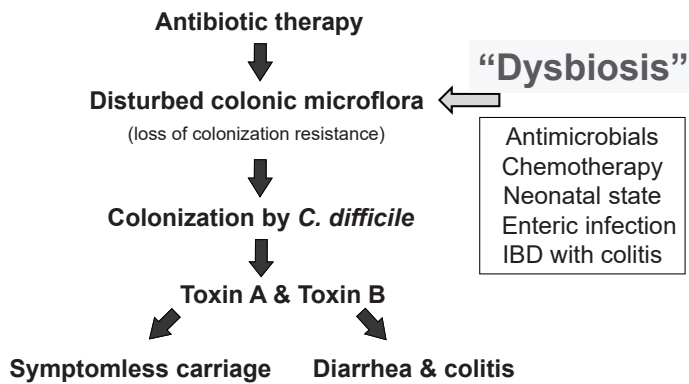 Antibiotic therapy
“Dysbiosis”
Disturbed colonic microflora
(loss of colonization resistance)
Antimicrobials
Chemotherapy
Neonatal state
Enteric infection
IBD with colitis
Colonization by C. difficile
Toxin A & Toxin B
Symptomless carriage
Diarrhea & colitis